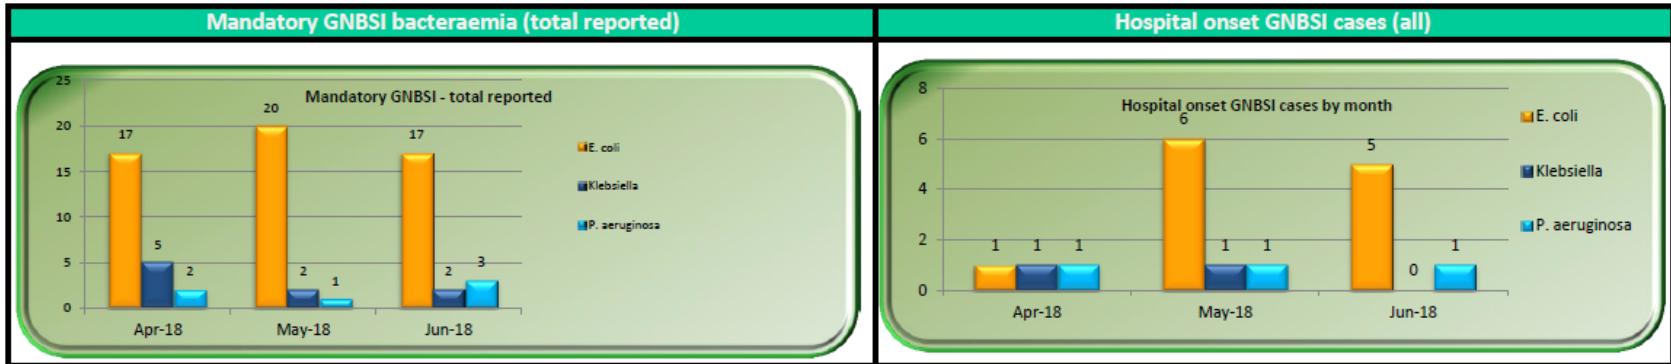 Mandatory GNBSI bacteraemia (total reported)
Mandatory GNBSI - total reported
25
20
15
10
5
0
17
5
2
20
2
1
17
2
3
Apr-18
May-18
Jun-18
E. coli
Klebsiella
P. aeruginosa
Hospital onset GNBSI cases (all)
Hospital onset GNBSI cases by month
8
6
4
2
0
1
1
1
6
1
1
5
0
1
Apr-18
May-18
Jun-18
E. coli
Klebsiella
P. aeruginosa